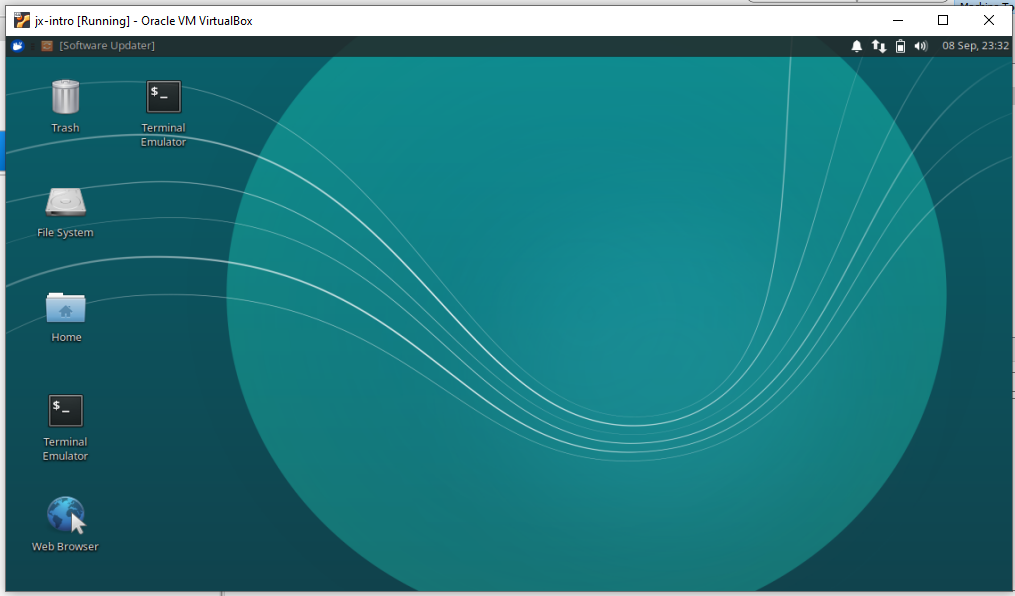 jx-intro [Running] - Oracle VM VirtualBox
[Software Updater]
08 Sep, 23:32
$_
$_
Trash
Terminal
Emulator
File System
Home
Terminal
Emulator
Web Browser